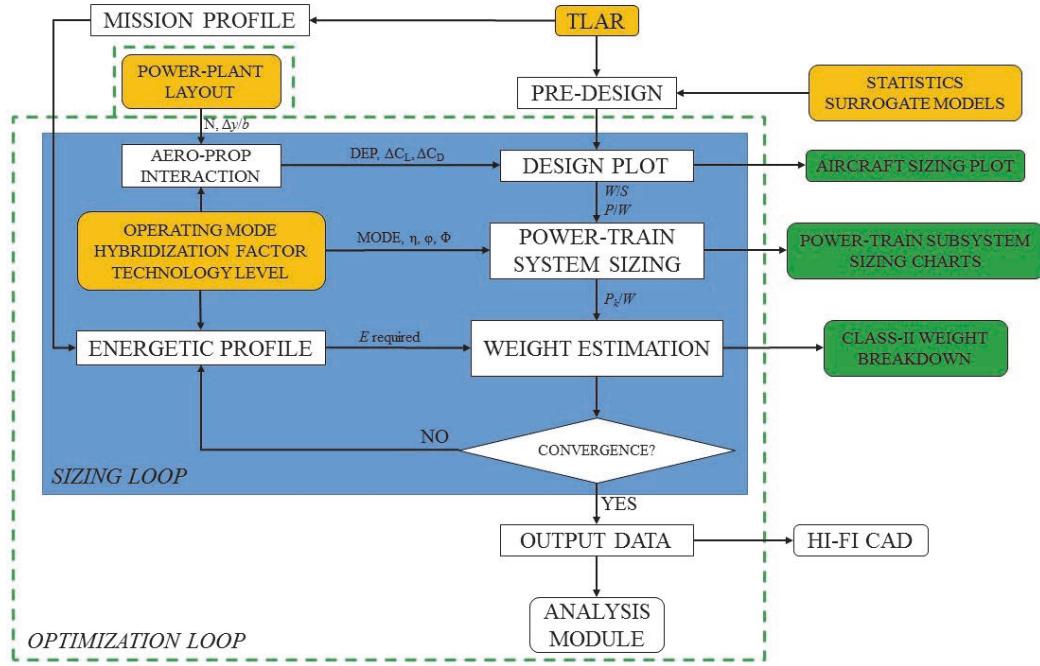 MISSION PROFILE
TLAR
POWER-PLANT
LAYOUT
PRE-DESIGN
STATISTICS
SURROGATE MODELS
N, Δy/b
AERO-PROP
INTERACTION
DEP, ΔC_L, ΔC_D
DESIGN PLOT
AIRCRAFT SIZING PLOT
W/S
P/W
OPERATING MODE
HYBRIDIZATION FACTOR
TECHNOLOGY LEVEL
MODE, η, φ, Φ
POWER-TRAIN
SYSTEM SIZING
POWER-TRAIN SUBSYSTEM
SIZING CHARTS
P_k/W
ENERGETIC PROFILE
E required
WEIGHT ESTIMATION
CLASS-II WEIGHT
BREAKDOWN
NO
CONVERGENCE?
SIZING LOOP
YES
OUTPUT DATA
HI-FI CAD
ANALYSIS
MODULE
OPTIMIZATION LOOP